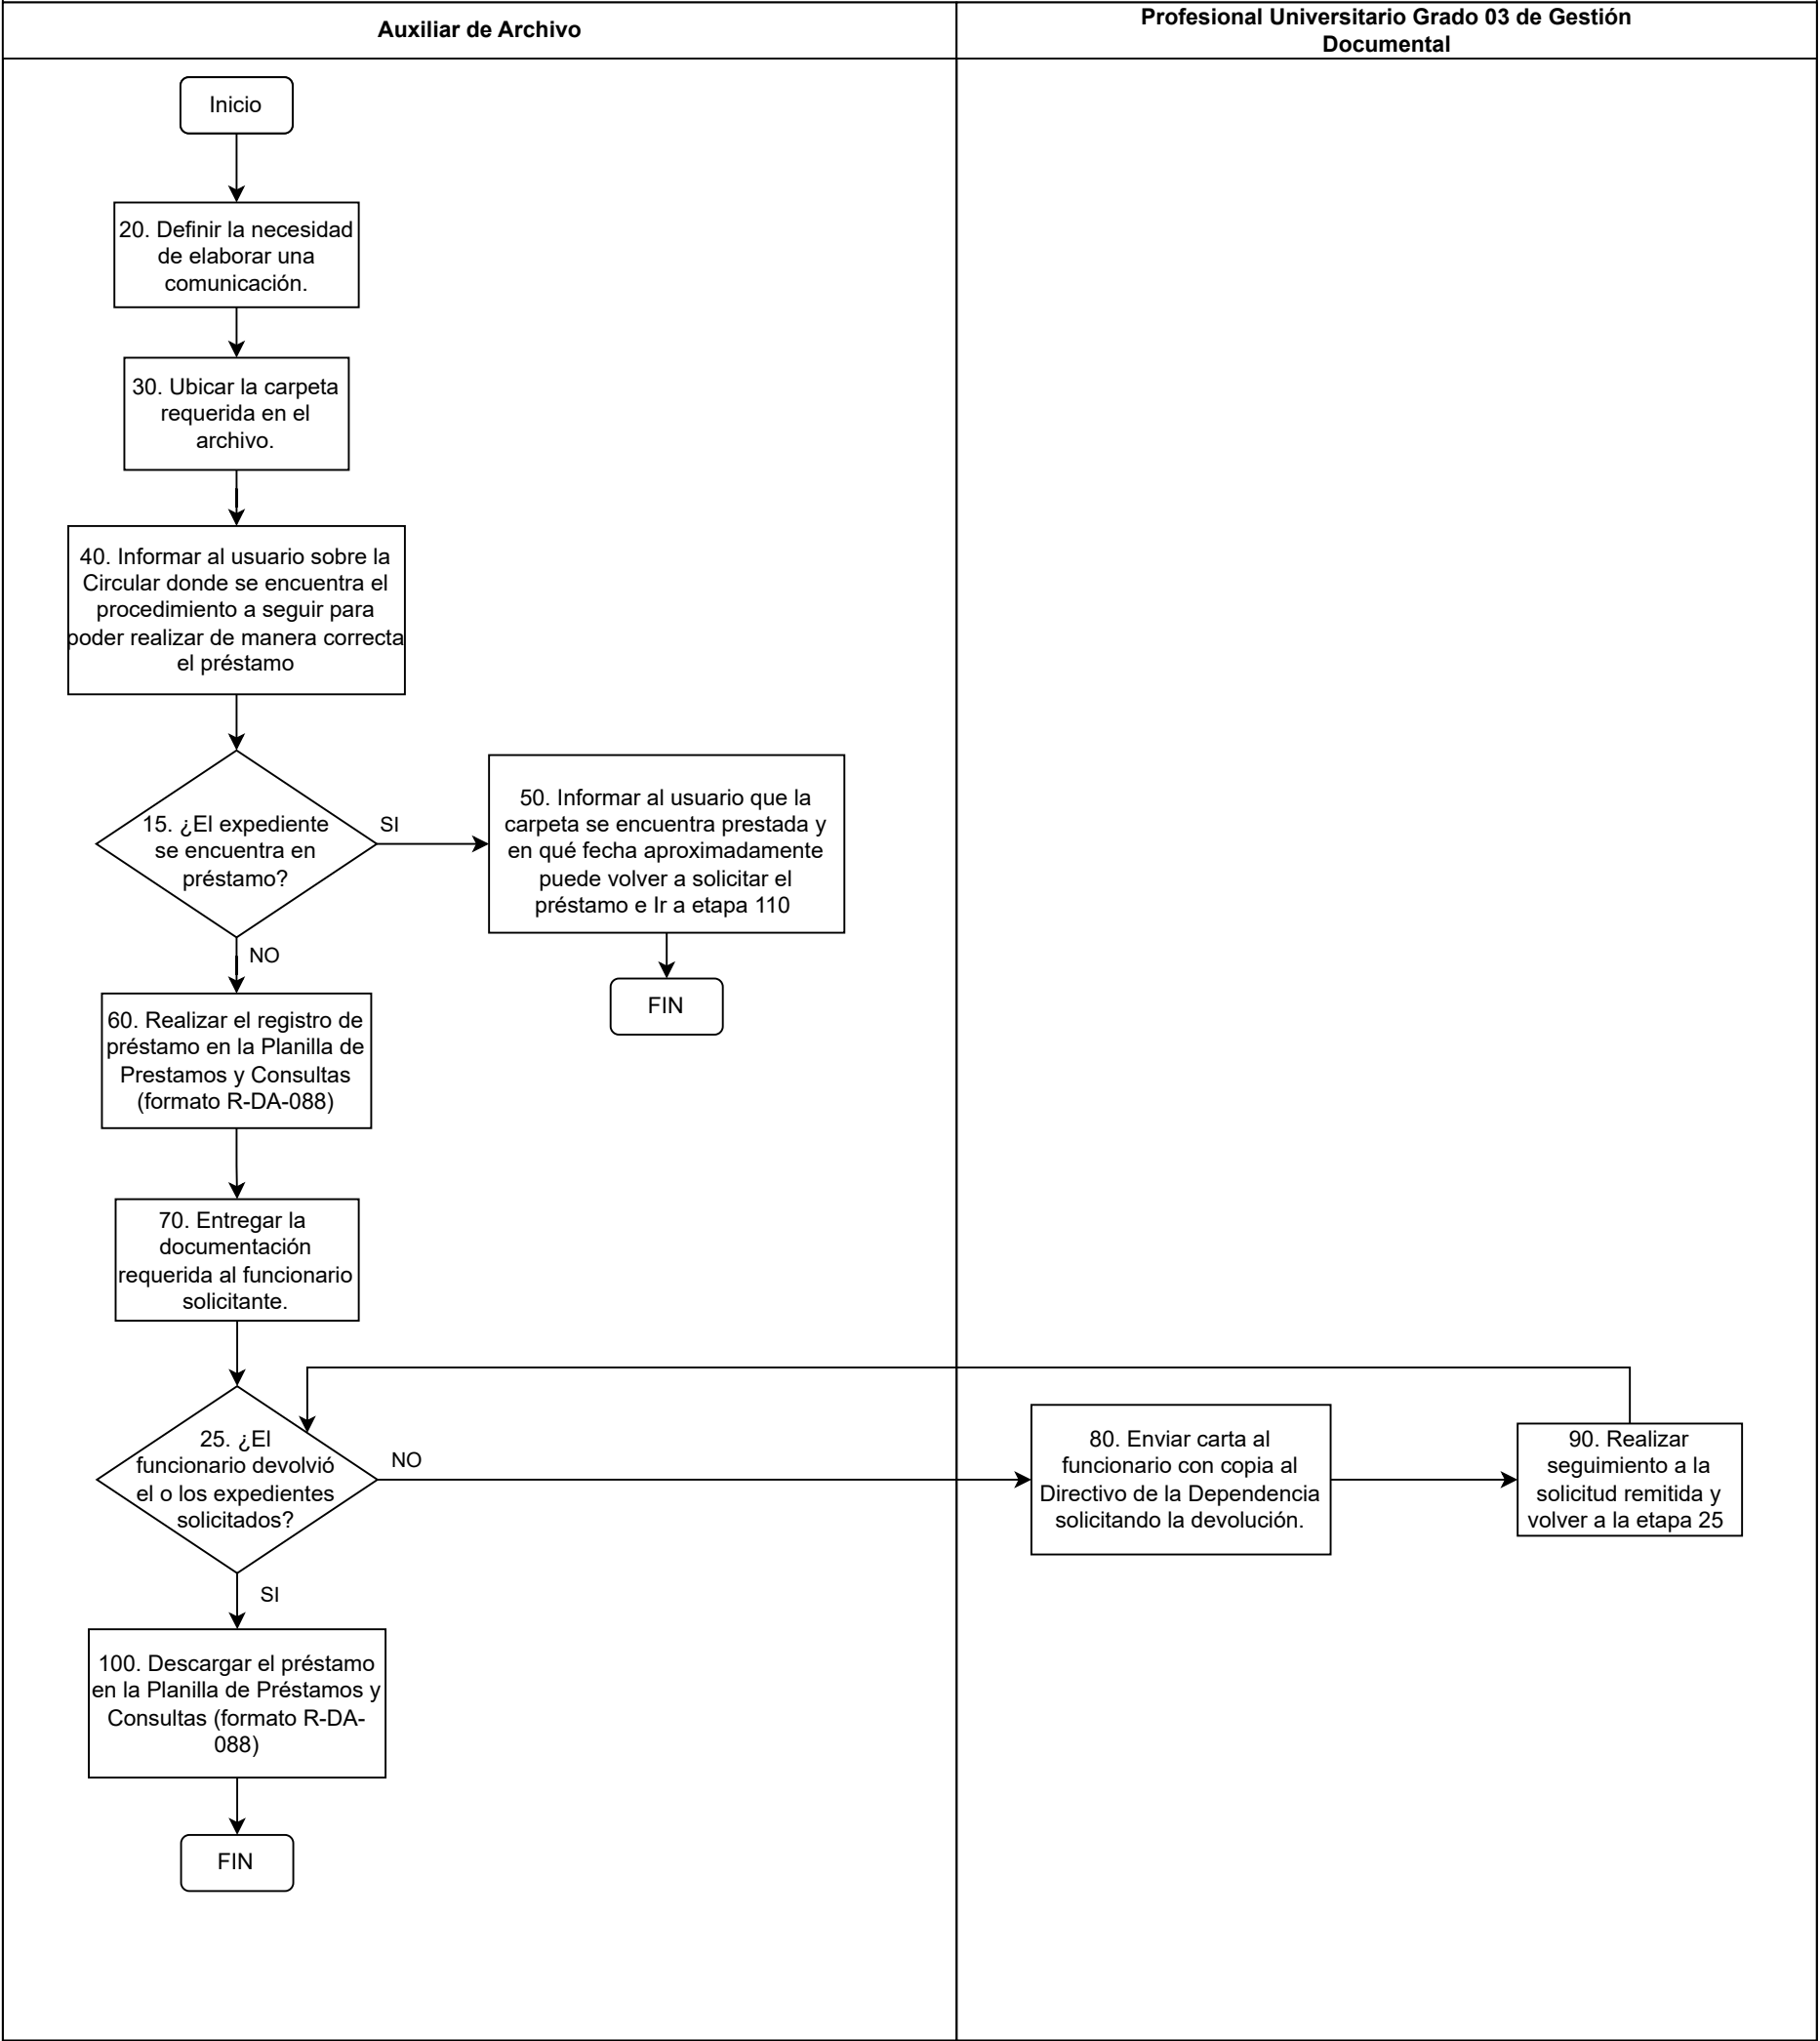 Auxiliar de Archivo
Profesional Universitario Grado 03 de Gestión
Documental
Inicio
20. Definir la necesidad
de elaborar una
comunicación.
30. Ubicar la carpeta
requerida en el
archivo.
40. Informar al usuario sobre la
Circular donde se encuentra el
procedimiento a seguir para
poder realizar de manera correcta
el préstamo
15. ¿El expediente
se encuentra en
préstamo?
SI
50. Informar al usuario que la
carpeta se encuentra prestada y
en qué fecha aproximadamente
puede volver a solicitar el
préstamo e Ir a etapa 110
NO
FIN
60. Realizar el registro de
préstamo en la Planilla de
Prestamos y Consultas
(formato R-DA-088)
70. Entregar la
documentación
requerida al funcionario
solicitante.
25. ¿El
funcionario devolvió
el o los expedientes
solicitados?
NO
80. Enviar carta al
funcionario con copia al
Directivo de la Dependencia
solicitando la devolución.
90. Realizar
seguimiento a la
solicitud remitida y
volver a la etapa 25
SI
100. Descargar el préstamo
en la Planilla de Préstamos y
Consultas (formato R-DA-
088)
FIN